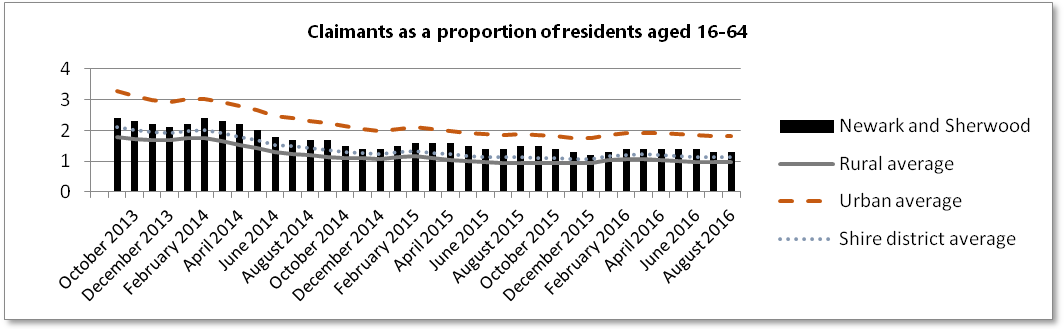 Claimants as a proportion of residents aged 16-64
4
3
2
1
0
October 2013
December 2013
February 2014
April 2014
June 2014
August 2014
October 2014
December 2014
February 2015
April 2015
June 2015
August 2015
October 2015
December 2015
February 2016
April 2016
June 2016
August 2016
Newark and Sherwood
Rural average
Urban average
Shire district average